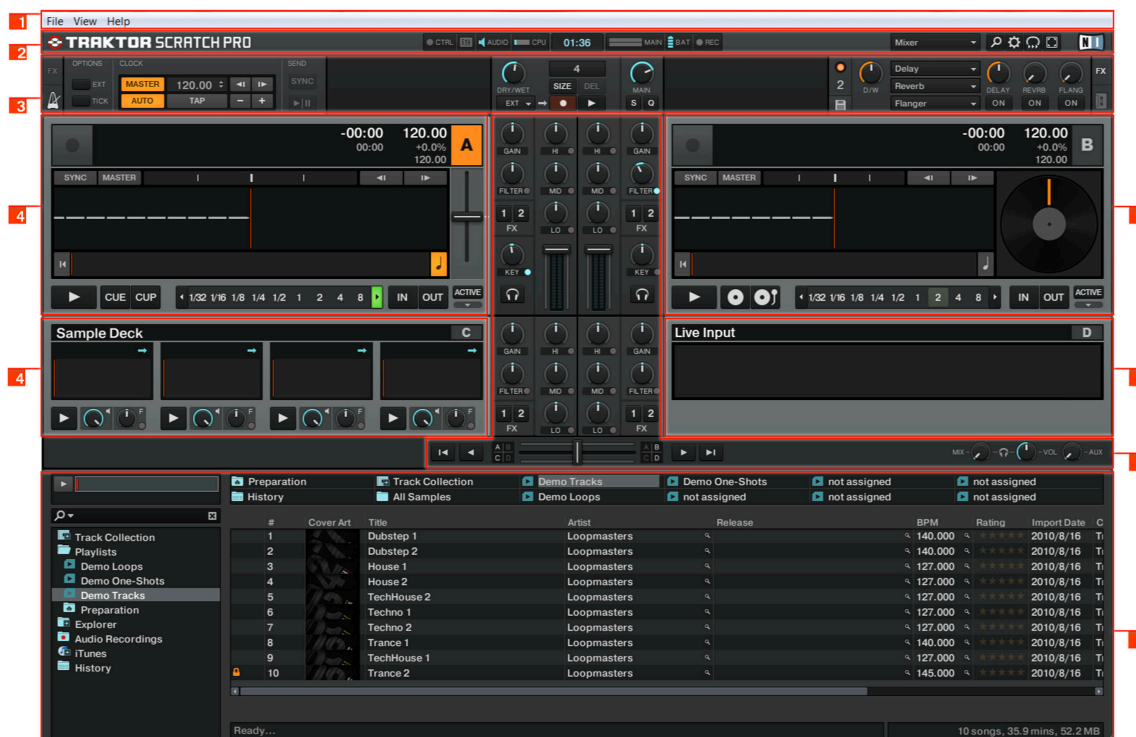 1
File View Help
2
TRAKTOR SCRATCH PRO
CTRL AUDIO CPU 01:36 MAIN BAT REC
Mixer
NI
3
FX OPTIONS CLOCK SEND
EXT MASTER 120.00 SYNC
TICK AUTO TAP - +
DRY/WET 4 MAIN
SIZE DEL
EXT S Q
2 D/W Delay DELAY REVRB FLANG FX
Reverb
Flanger ON ON ON
4
-00:00 120.00 A
00:00 +0.0%
120.00
SYNC MASTER
CUE CUP 1/32 1/16 1/8 1/4 1/2 1 2 4 8 IN OUT ACTIVE
GAIN HI HI GAIN
FILTER MID MID FILTER
1 2 LO LO 1 2
FX FX
KEY KEY
-00:00 120.00 B
00:00 +0.0%
120.00
SYNC MASTER
1/32 1/16 1/8 1/4 1/2 1 2 4 8 IN OUT ACTIVE
4
Sample Deck C
F F F F
GAIN HI HI GAIN
FILTER MID MID FILTER
1 2 LO LO 1 2
FX FX
Live Input D
A B A B
C D C D
MIX VOL AUX
Preparation Track Collection Demo Tracks Demo One-Shots not assigned not assigned
History All Samples Demo Loops not assigned not assigned not assigned
Track Collection
Playlists
Demo Loops
Demo One-Shots
Demo Tracks
Preparation
Explorer
Audio Recordings
iTunes
History
# Cover Art Title Artist Release BPM Rating Import Date C
1 Dubstep 1 Loopmasters 140.000 2010/8/16
2 Dubstep 2 Loopmasters 140.000 2010/8/16
3 House 1 Loopmasters 127.000 2010/8/16
4 House 2 Loopmasters 127.000 2010/8/16
5 TechHouse 2 Loopmasters 127.000 2010/8/16
6 Techno 1 Loopmasters 127.000 2010/8/16
7 Techno 2 Loopmasters 127.000 2010/8/16
8 Trance 1 Loopmasters 140.000 2010/8/16
9 TechHouse 1 Loopmasters 127.000 2010/8/16
10 Trance 2 Loopmasters 145.000 2010/8/16
Ready...
10 songs, 35.9 mins, 52.2 MB